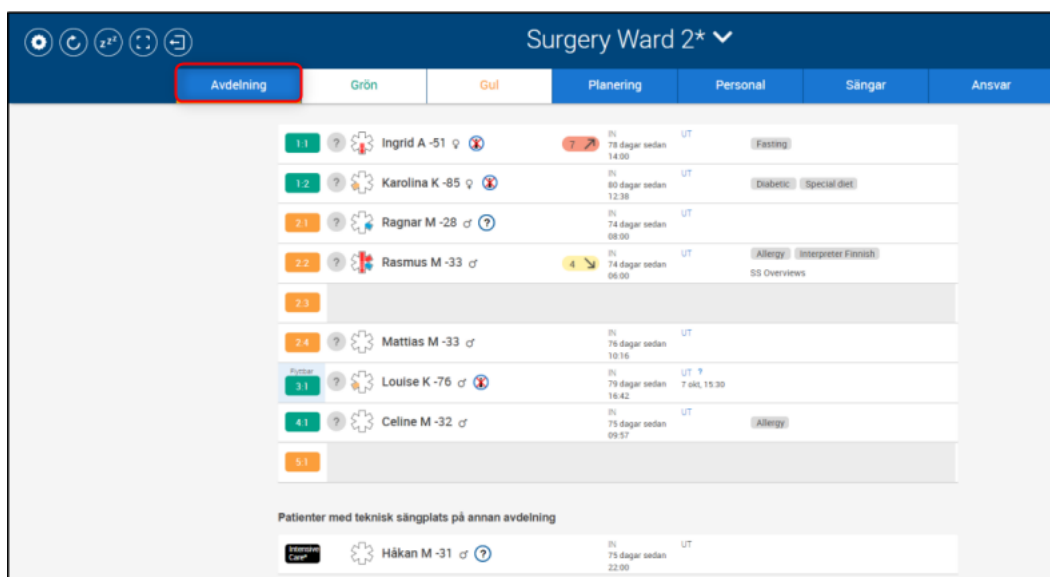 zzz
Surgery Ward 2*
Avdelning Grön Gul Planering Personal Sängar Ansvar
1:1 ? Ingrid A -51 ♀ 7 IN UT Fasting
78 dagar sedan
14:00
1:2 ? Karolina K -85 ♀ IN UT Diabetic Special diet
80 dagar sedan
12:38
2:1 ? Ragnar M -28 ♂ ? IN UT
74 dagar sedan
08:00
2:2 ? Rasmus M -33 ♂ 4 IN UT Allergy Interpreter Finnish
74 dagar sedan SS Overviews
06:00
2:3
2:4 ? Mattias M -33 ♂ IN UT
76 dagar sedan
10:16
Flyttbar
3:1 ? Louise K -76 ♂ IN UT ?
79 dagar sedan 7 okt, 15:30
16:42
4:1 ? Celine M -32 ♂ IN UT Allergy
75 dagar sedan
09:57
5:1
Patienter med teknisk sängplats på annan avdelning
Intensive Care* Håkan M -31 ♂ ? IN UT
75 dagar sedan
22:00